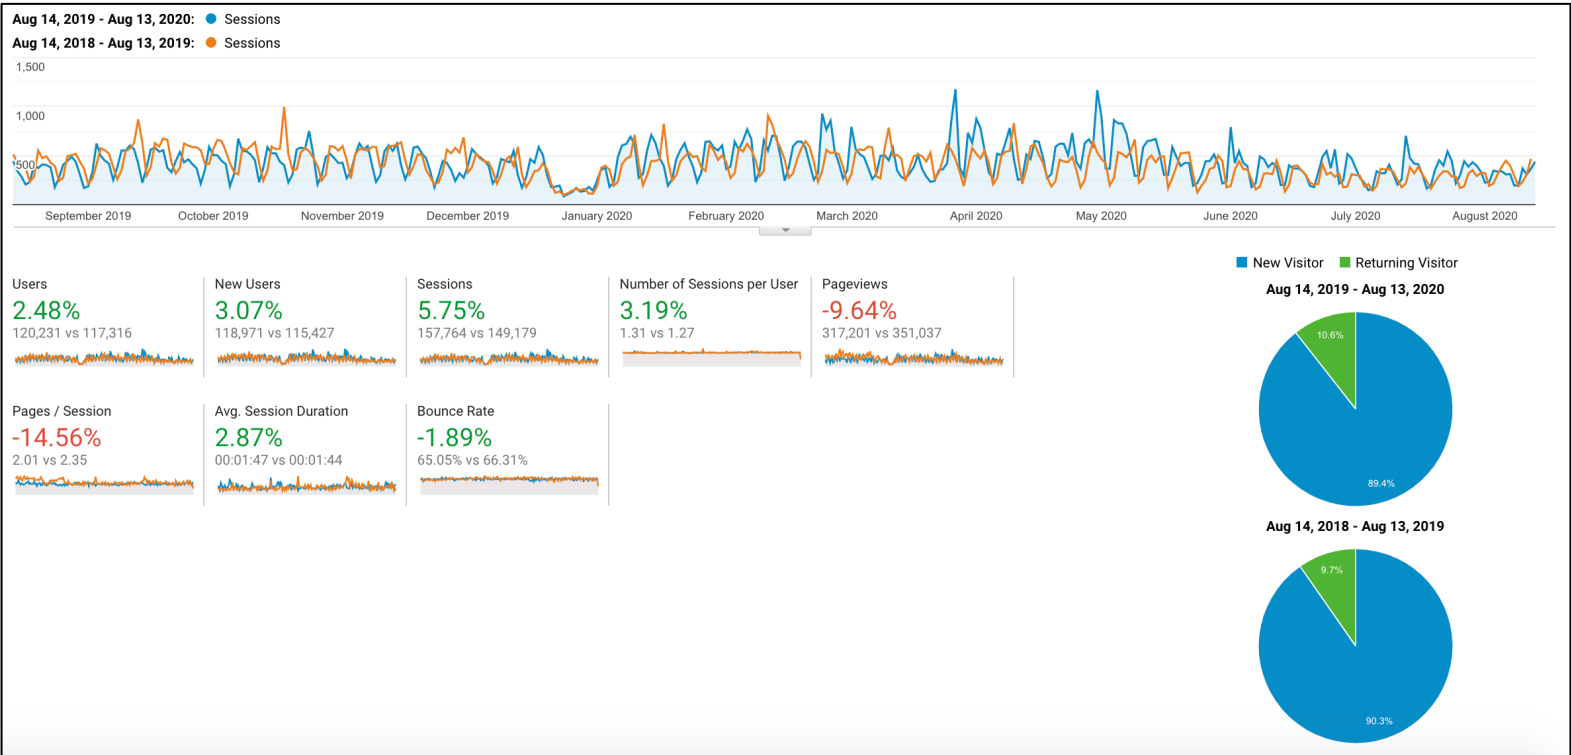 Aug 14, 2019 - Aug 13, 2020: Sessions
Aug 14, 2018 - Aug 13, 2019: Sessions
1,500
1,000
500
September 2019 October 2019 November 2019 December 2019 January 2020 February 2020 March 2020 April 2020 May 2020 June 2020 July 2020 August 2020
Users
2.48%
120,231 vs 117,316
New Users
3.07%
118,971 vs 115,427
Sessions
5.75%
157,764 vs 149,179
Number of Sessions per User
3.19%
1.31 vs 1.27
Pageviews
-9.64%
317,201 vs 351,037
Pages / Session
-14.56%
2.01 vs 2.35
Avg. Session Duration
2.87%
00:01:47 vs 00:01:44
Bounce Rate
-1.89%
65.05% vs 66.31%
New Visitor Returning Visitor
Aug 14, 2019 - Aug 13, 2020
10.6%
89.4%
Aug 14, 2018 - Aug 13, 2019
9.7%
90.3%